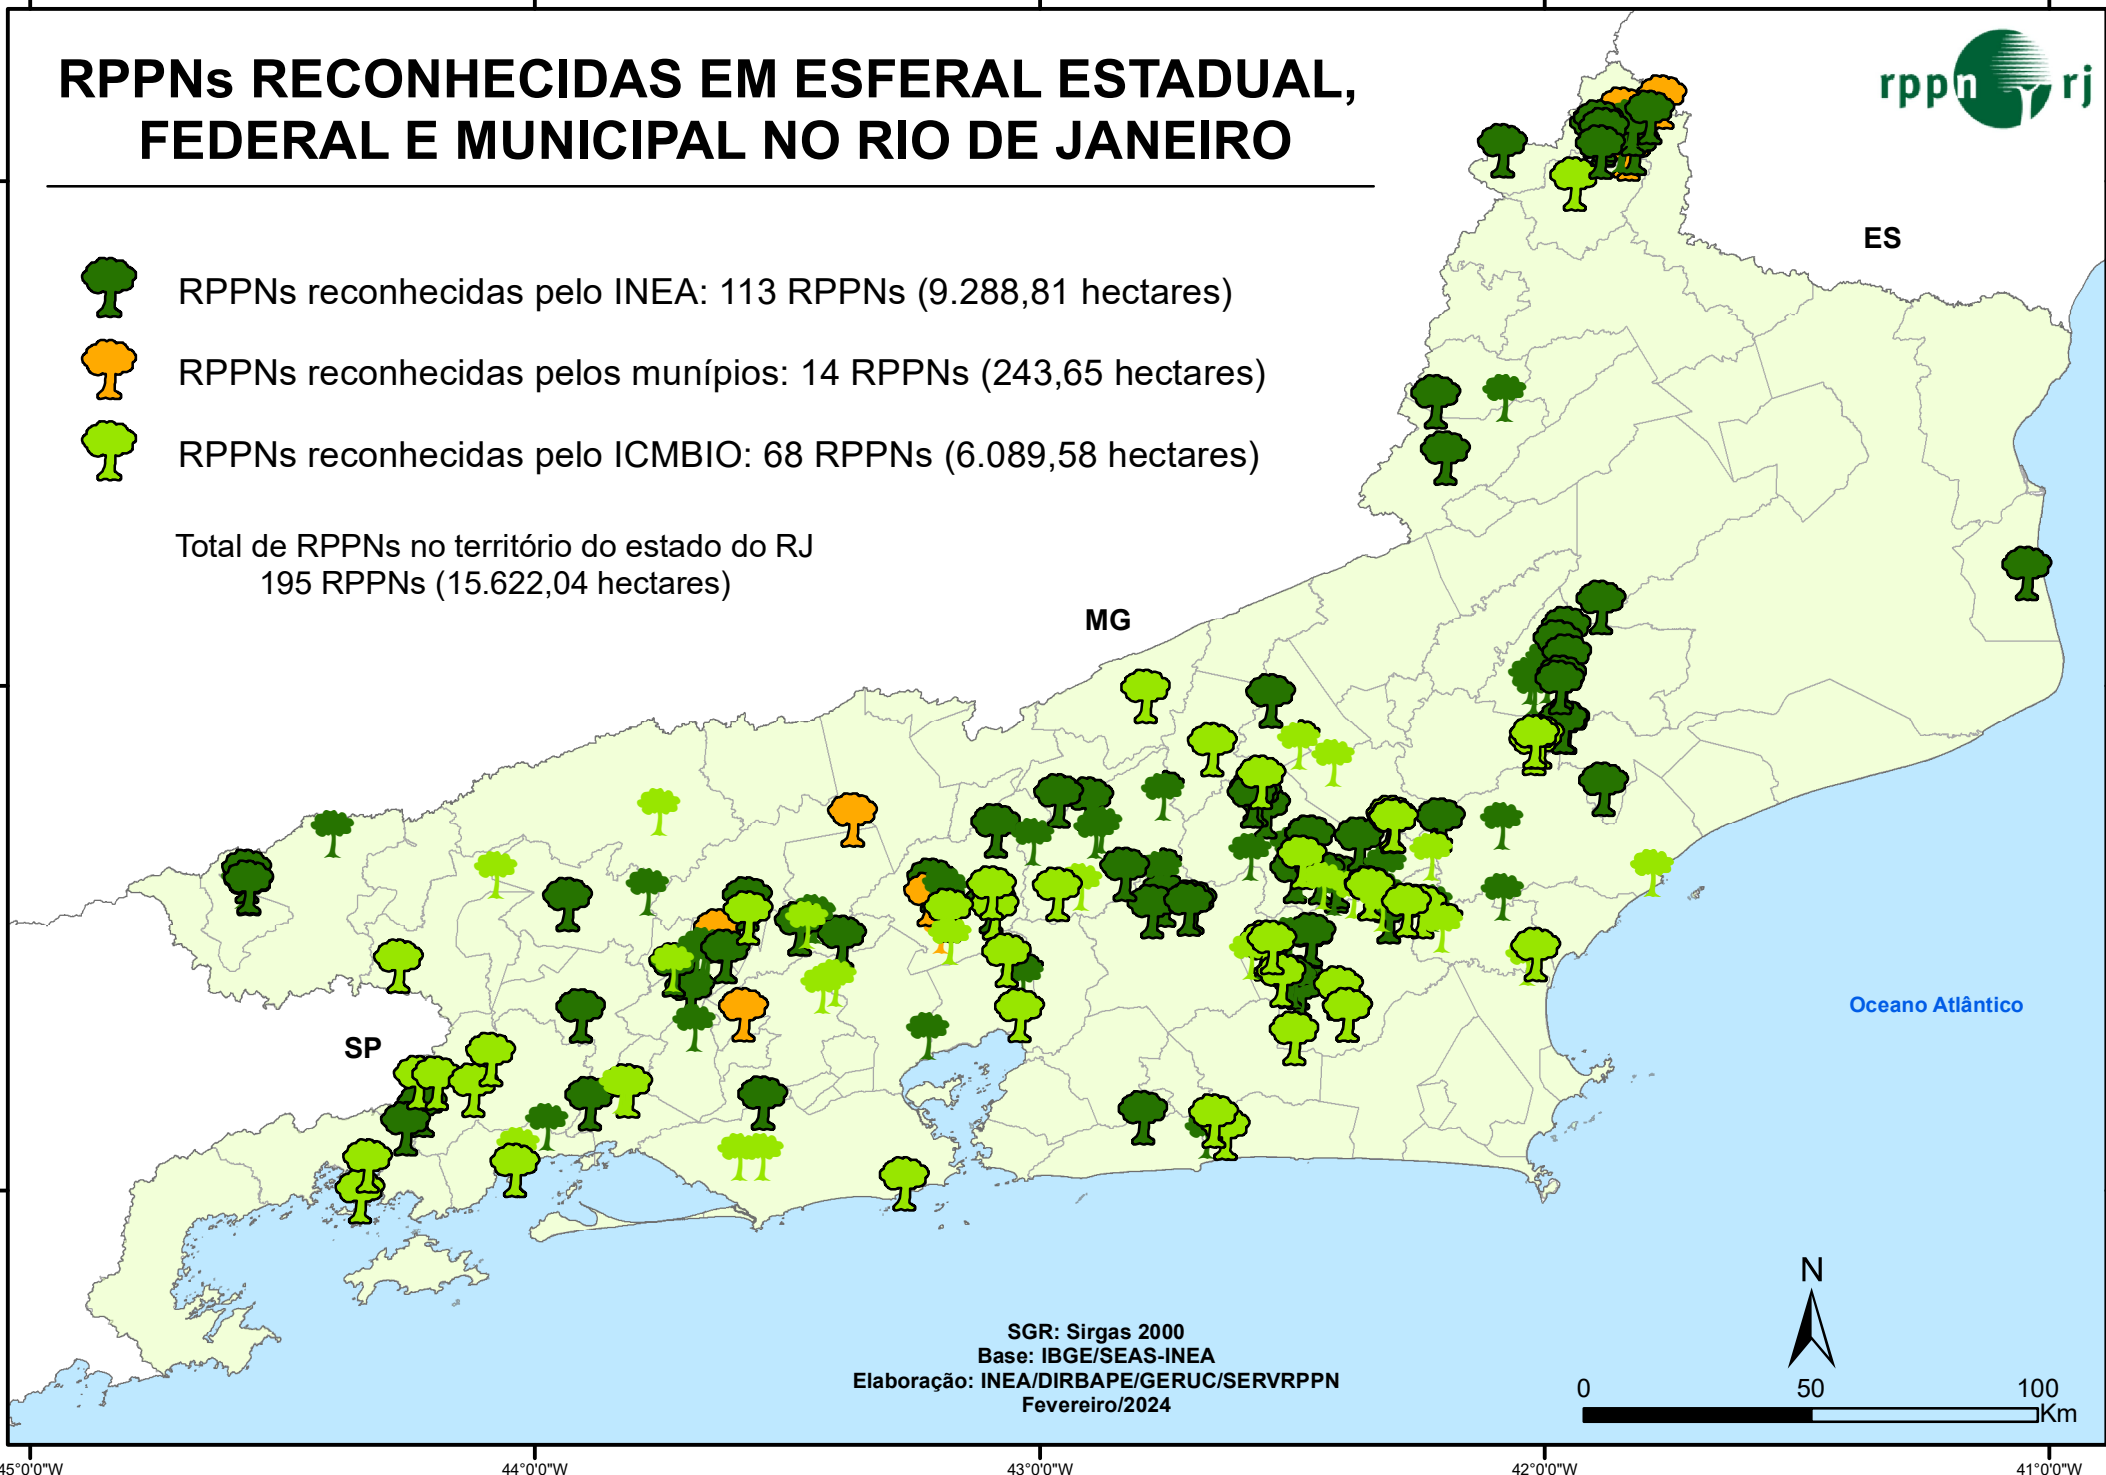 RPPNs RECONHECIDAS EM ESFERAL ESTADUAL,
FEDERAL E MUNICIPAL NO RIO DE JANEIRO
rppn rj
RPPNs reconhecidas pelo INEA: 113 RPPNs (9.288,81 hectares)
RPPNs reconhecidas pelos munípios: 14 RPPNs (243,65 hectares)
RPPNs reconhecidas pelo ICMBIO: 68 RPPNs (6.089,58 hectares)
Total de RPPNs no território do estado do RJ
195 RPPNs (15.622,04 hectares)
ES
MG
SP
Oceano Atlântico
N
SGR: Sirgas 2000
Base: IBGE/SEAS-INEA
Elaboração: INEA/DIRBAPE/GERUC/SERVRPPN
Fevereiro/2024
0 50 100
Km
45°0'0"W 44°0'0"W 43°0'0"W 42°0'0"W 41°0'0"W